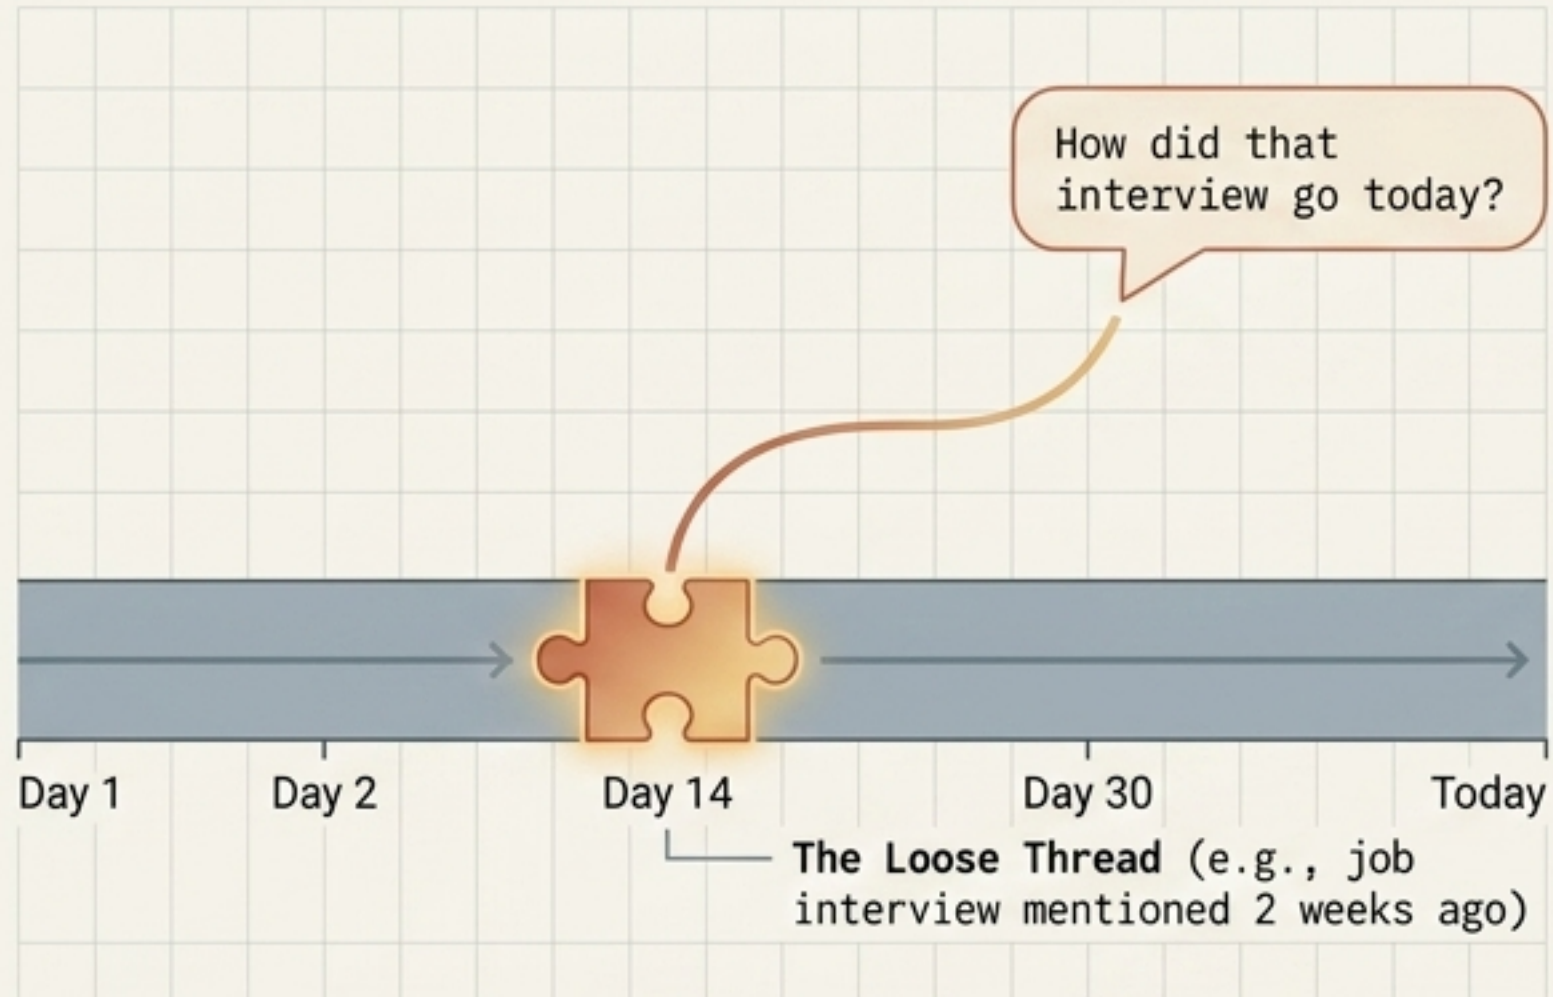 How did that
interview go today?
Day 1
Day 2
Day 14
Day 30
Today
The Loose Thread (e.g., job
interview mentioned 2 weeks ago)